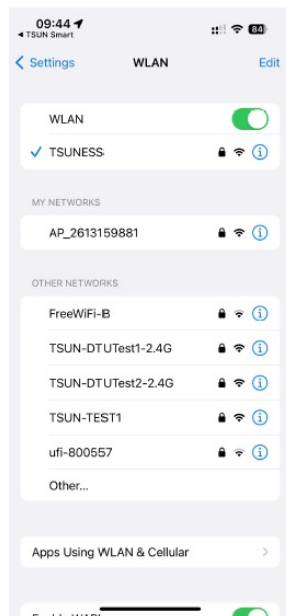 09:44
84
TSUN Smart
Settings
WLAN
Edit
WLAN
TSUNESS
MY NETWORKS
AP_2613159881
OTHER NETWORKS
FreeWiFi-B
TSUN-DTUTest1-2.4G
TSUN-DTUTest2-2.4G
TSUN-TEST1
ufi-800557
Other...
Apps Using WLAN & Cellular